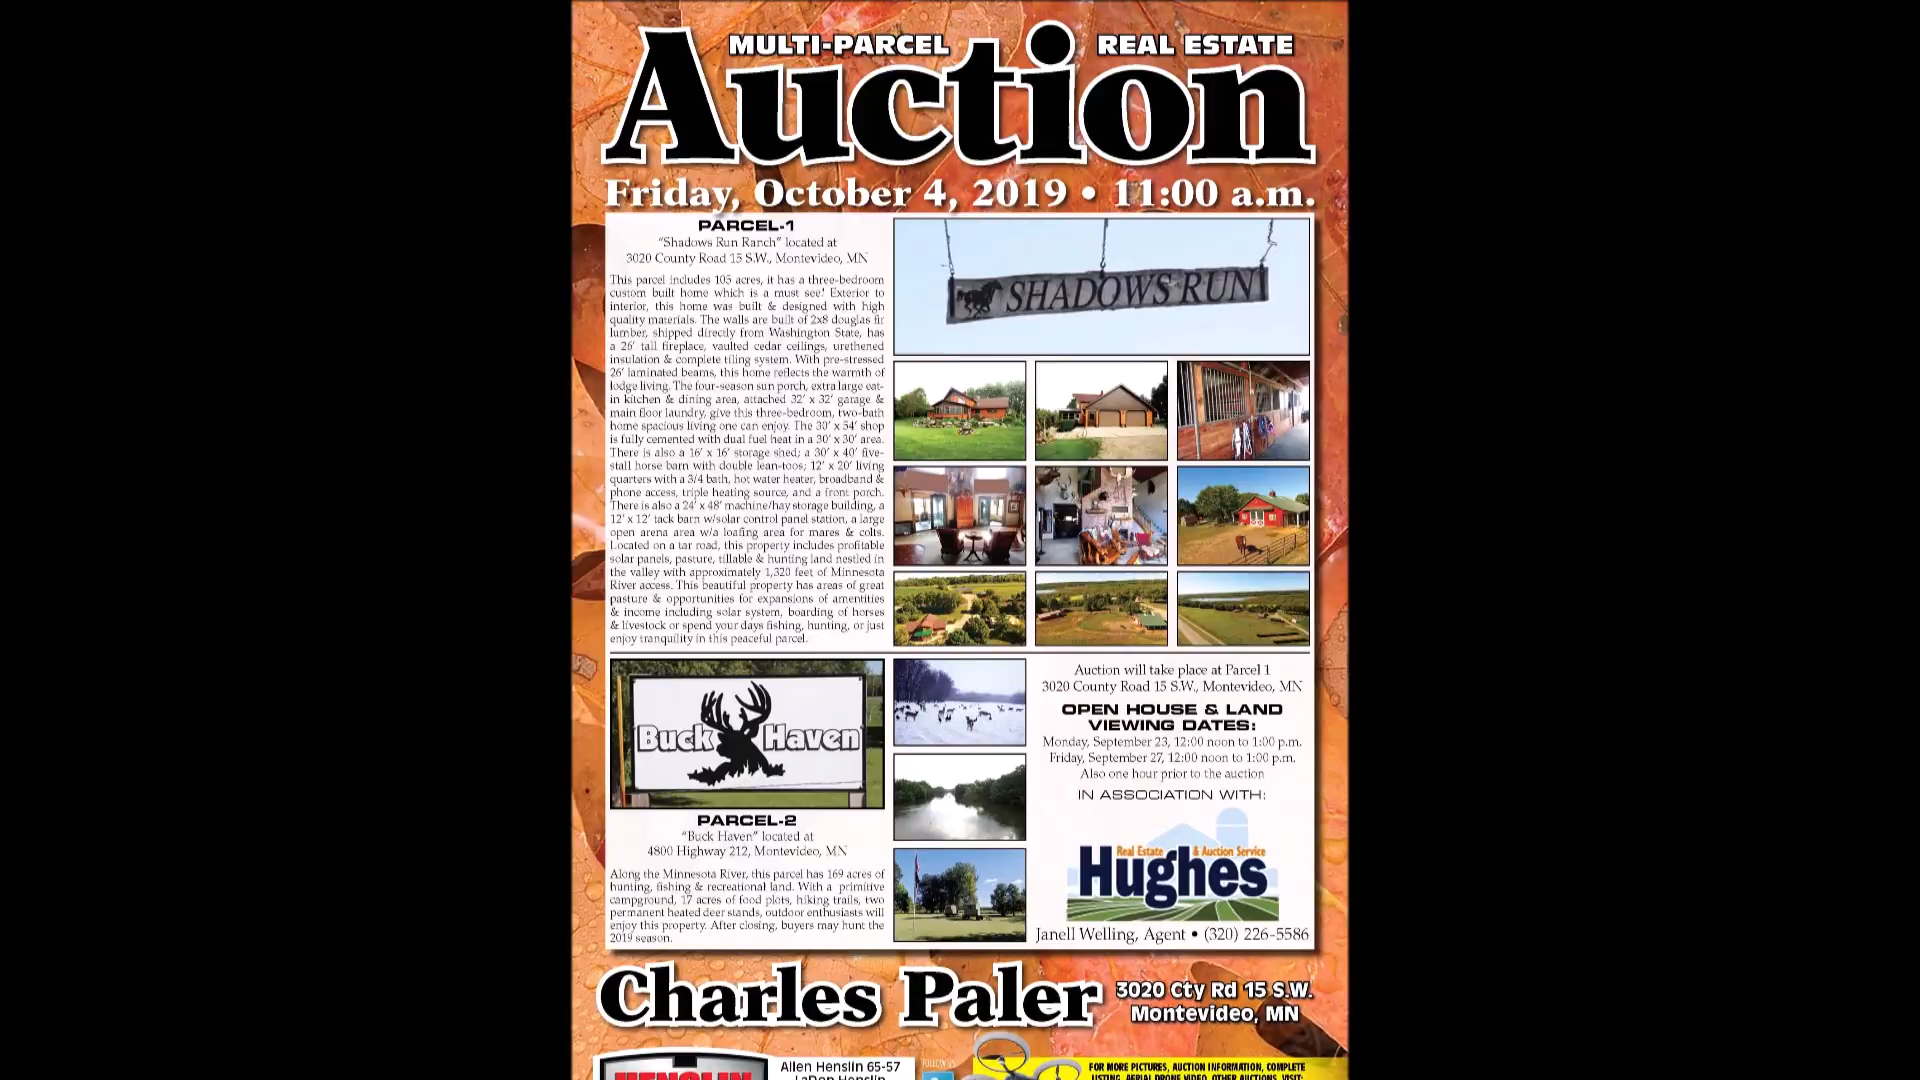 MULTI-PARCEL REAL ESTATE
Auction
Friday, October 4, 2019 • 11:00 a.m.
PARCEL-1
"Shadows Run Ranch" located at
3020 County Road 15 S.W., Montevideo, MN
This parcel includes 105 acres, it has a three-bedroom
custom built home which is a must see! Exterior to
interior, this home was built & designed with high
quality materials. The walls are built of 2x8 douglas fir
lumber, shipped directly from Washington State, has
a 26' tall fireplace, vaulted cedar ceilings, urethened
insulation & complete tiling system. With pre-stressed
26' laminated beams, this home reflects the warmth of
lodge living. The four-season sun porch, extra large eat-
in kitchen & dining area, attached 32' x 32' garage &
main floor laundry, give this three-bedroom, two-bath
home spacious living one can enjoy. The 30' x 54' shop
is fully cemented with dual fuel heat in a 30' x 30' area.
There is also a 16' x 16' storage shed; a 30' x 40' five-
stall horse barn with double lean-toos; 12' x 20' living
quarters with a 3/4 bath, hot water heater, broadband &
phone access, triple heating source, and a front porch.
There is also a 24' x 48' machine/hay storage building, a
12' x 12' tack barn w/solar control panel station, a large
open arena area w/a loafing area for mares & colts.
Located on a tar road, this property includes profitable
solar panels, pasture, tillable & hunting land nestled in
the valley with approximately 1,320 feet of Minnesota
River access. This beautiful property has areas of great
pasture & opportunities for expansions of amentities
& income including solar system, boarding of horses
& livestock or spend your days fishing, hunting, or just
enjoy tranquility in this peaceful parcel.
SHADOWS RUN
Buck Haven
PARCEL-2
"Buck Haven" located at
4800 Highway 212, Montevideo, MN
Along the Minnesota River, this parcel has 169 acres of
hunting, fishing & recreational land. With a primitive
campground, 17 acres of food plots, hiking trails, two
permanent heated deer stands, outdoor enthusiasts will
enjoy this property. After closing, buyers may hunt the
2019 season.
Auction will take place at Parcel 1
3020 County Road 15 S.W., Montevideo, MN
OPEN HOUSE & LAND
VIEWING DATES:
Monday, September 23, 12:00 noon to 1:00 p.m.
Friday, September 27, 12:00 noon to 1:00 p.m.
Also one hour prior to the auction
IN ASSOCIATION WITH:
Real Estate & Auction Service
Hughes
Janell Welling, Agent • (320) 226-5586
Charles Paler
3020 Cty Rd 15 S.W.
Montevideo, MN
HENSLIN
Allen Henslin 65-57
LaDon Henslin
FOLLOW US
FOR MORE PICTURES, AUCTION INFORMATION, COMPLETE
LISTING, AERIAL DRONE VIDEO, OTHER AUCTIONS, VISIT: